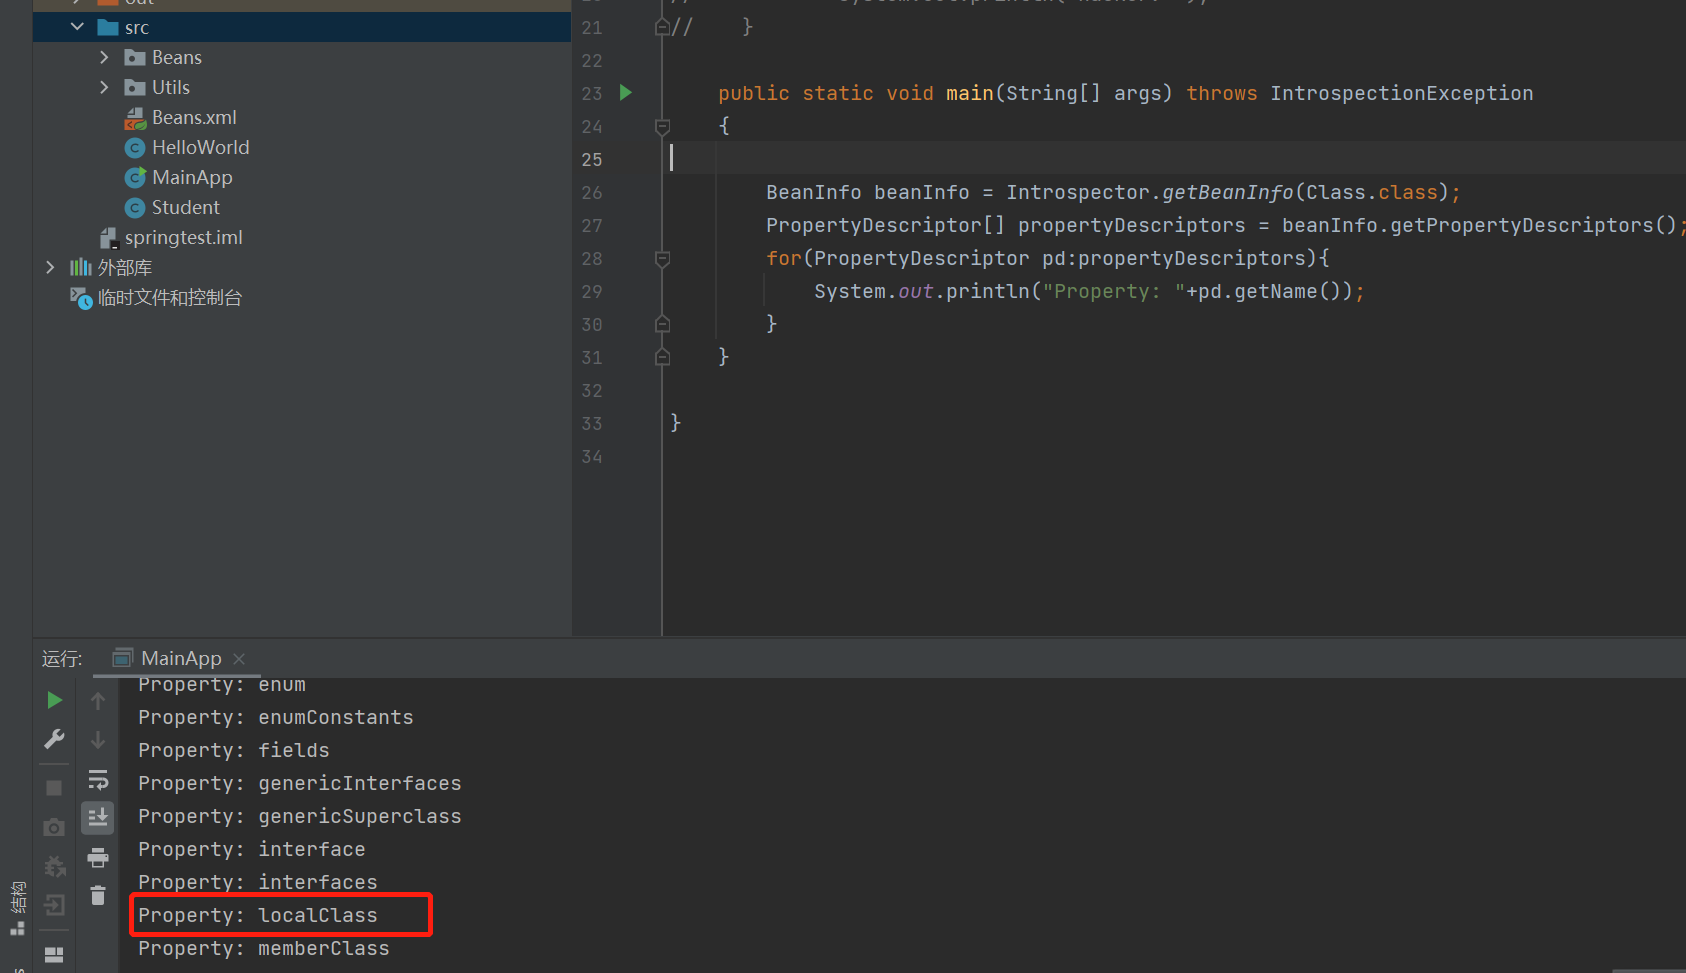 out
src
Beans
Utils
Beans.xml
HelloWorld
MainApp
Student
springtest.iml
外部库
临时文件和控制台
21 //    }
22
23     public static void main(String[] args) throws IntrospectionException
24     {
25
26         BeanInfo beanInfo = Introspector.getBeanInfo(Class.class);
27         PropertyDescriptor[] propertyDescriptors = beanInfo.getPropertyDescriptors();
28         for(PropertyDescriptor pd:propertyDescriptors){
29             System.out.println("Property: "+pd.getName());
30         }
31     }
32
33 }
34
运行: MainApp
Property: enum
Property: enumConstants
Property: fields
Property: genericInterfaces
Property: genericSuperclass
Property: interface
Property: interfaces
Property: localClass
Property: memberClass
结构